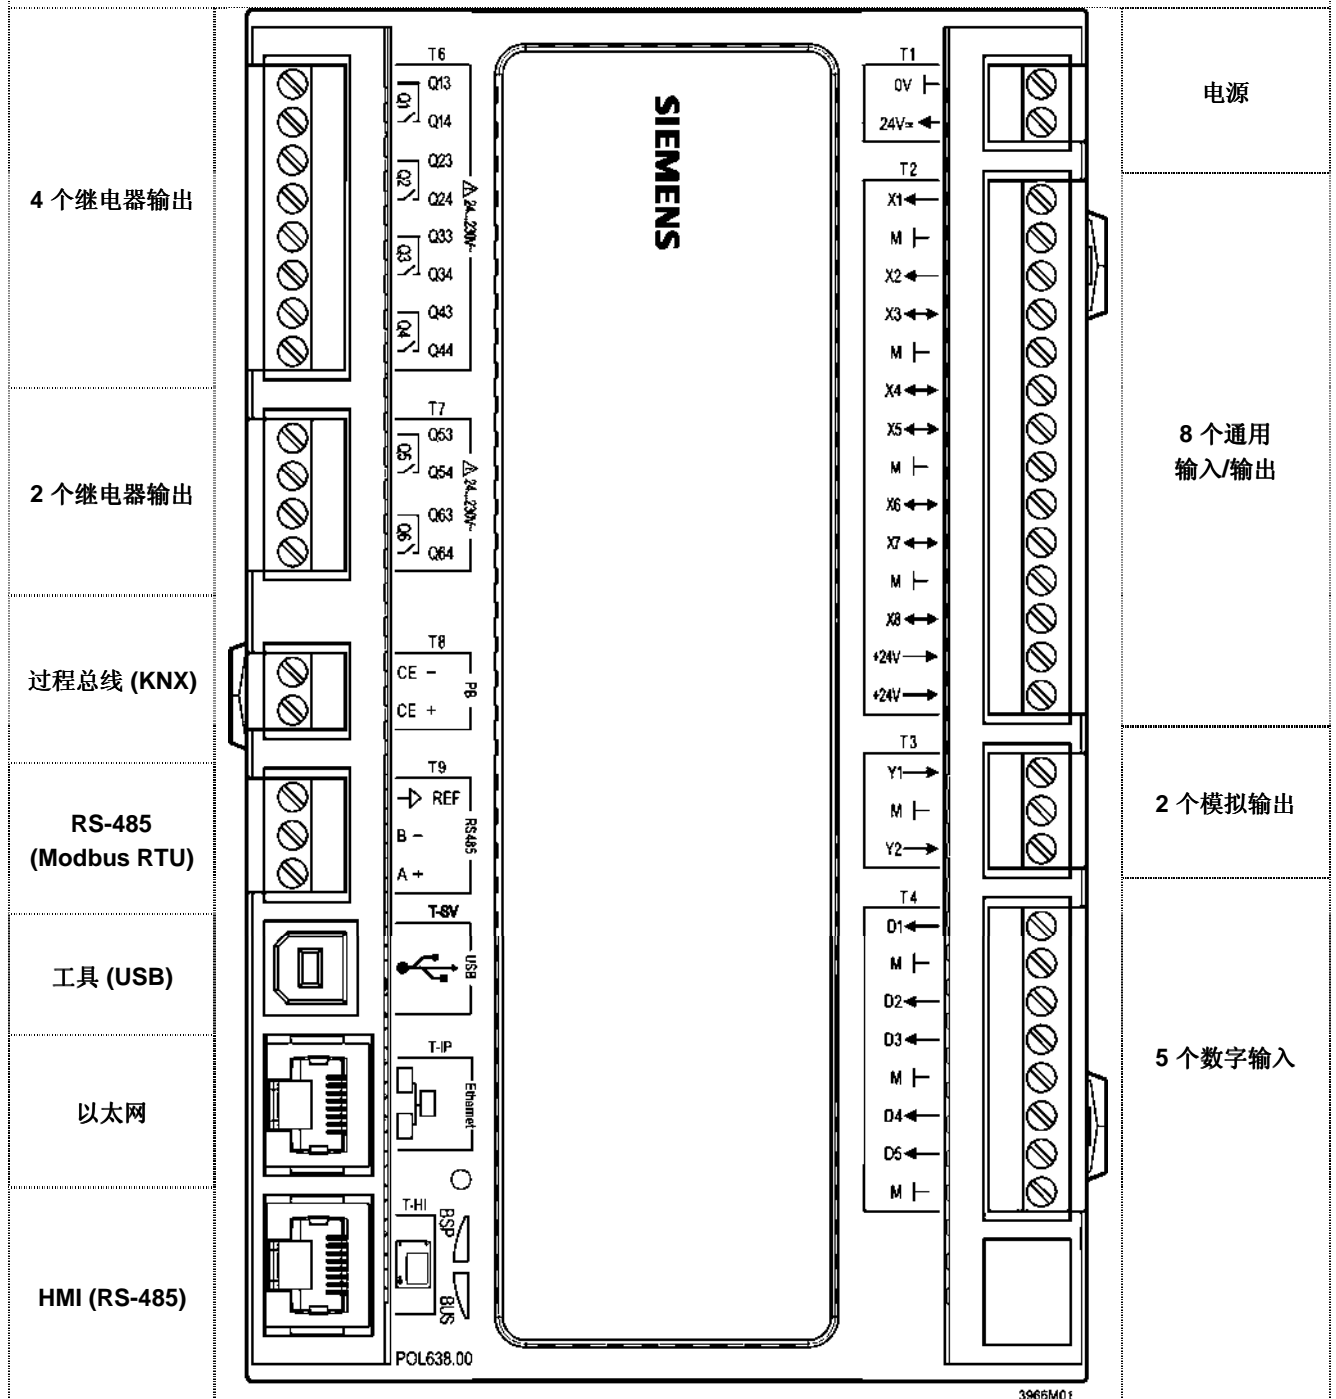 4 个继电器输出
2 个继电器输出
过程总线 (KNX)
RS-485
(Modbus RTU)
工具 (USB)
以太网
HMI (RS-485)
T6
Q13
Q1
Q14
Q23
Q2
Q24
Q33
Q3
Q34
Q43
Q4
Q44
24...230V~
T7
Q53
Q5
Q54
Q63
Q6
Q64
24...230V~
T8
CE -
CE +
PB
T9
REF
B -
A +
RS485
T-SV
USB
T-IP
Ethernet
T-HI
BSP
BUS
POL638.00
SIEMENS
T1
0V
24V≂
T2
X1
M
X2
X3
M
X4
X5
M
X6
X7
M
X8
+24V
+24V
T3
Y1
M
Y2
T4
D1
M
D2
D3
M
D4
D5
M
电源
8 个通用
输入/输出
2 个模拟输出
5 个数字输入
3966M01